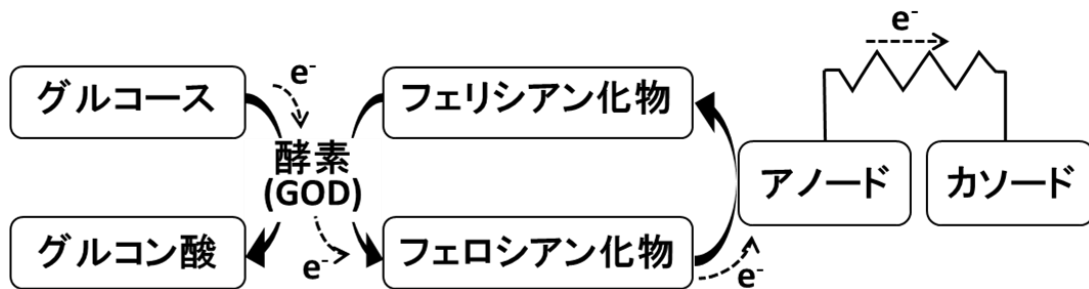 e⁻
e⁻
グルコース
フェリシアン化物
酵素
(GOD)
アノード
カソード
グルコン酸
フェロシアン化物
e⁻
e⁻